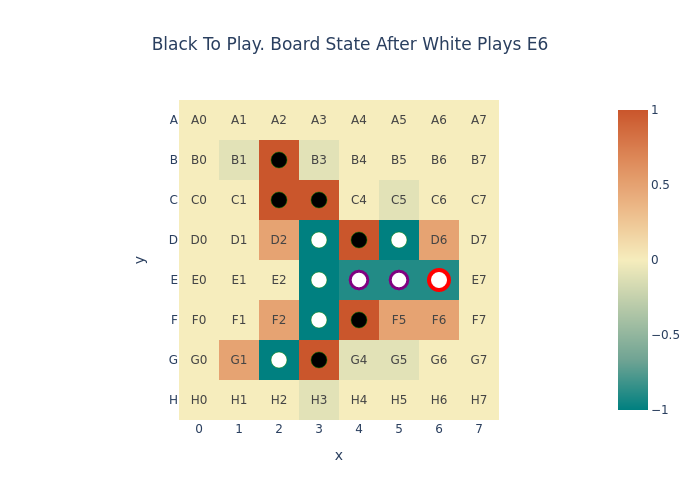 Black To Play. Board State After White Plays E6
A A0 A1 A2 A3 A4 A5 A6 A7 1
B B0 B1 B3 B4 B5 B6 B7
C C0 C1 C4 C5 C6 C7 0.5
D D0 D1 D2 D6 D7
y E E0 E1 E2 E7 0
F F0 F1 F2 F5 F6 F7 −0.5
G G0 G1 G4 G5 G6 G7
H H0 H1 H2 H3 H4 H5 H6 H7 −1
0 1 2 3 4 5 6 7
x